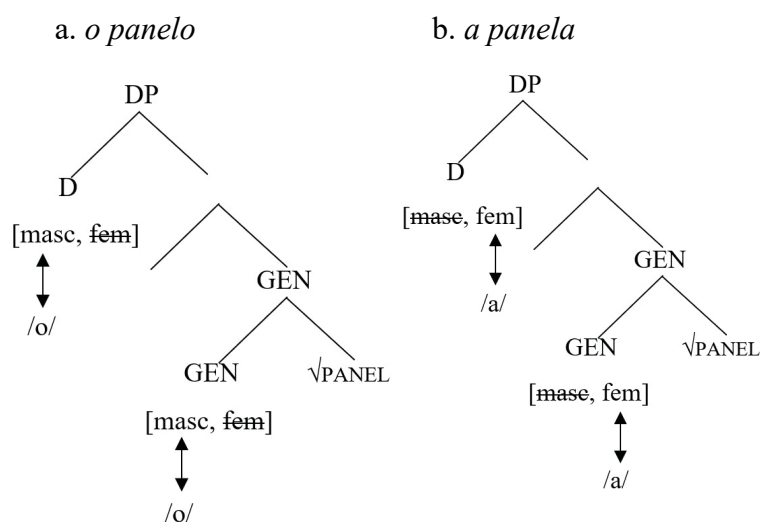 a. o panelo
DP
D
[masc, fem]
/o/
GEN
GEN √PANEL
[masc, fem]
/o/
b. a panela
DP
D
[masc, fem]
/a/
GEN
GEN √PANEL
[masc, fem]
/a/